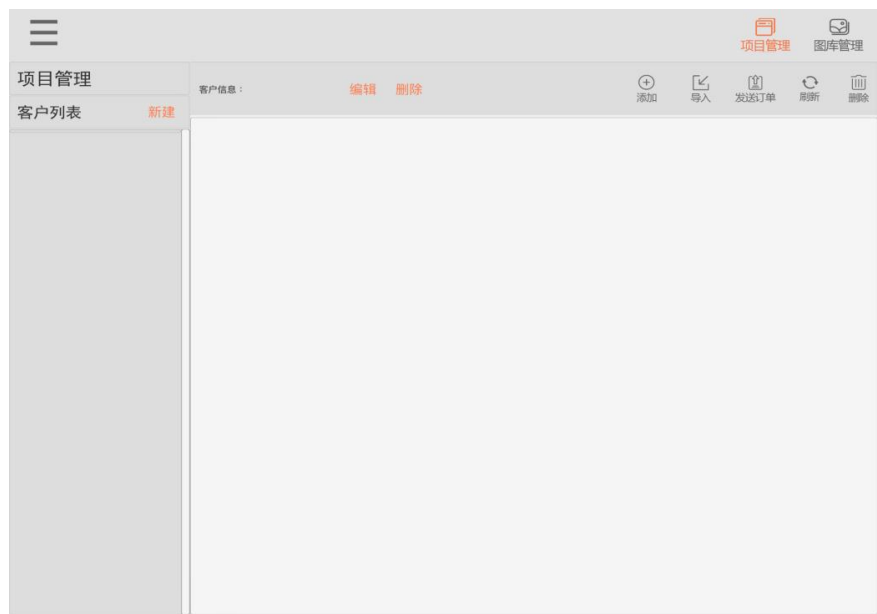 项目管理 图库管理
项目管理
客户信息： 编辑 删除 添加 导入 发送订单 刷新 删除
客户列表 新建